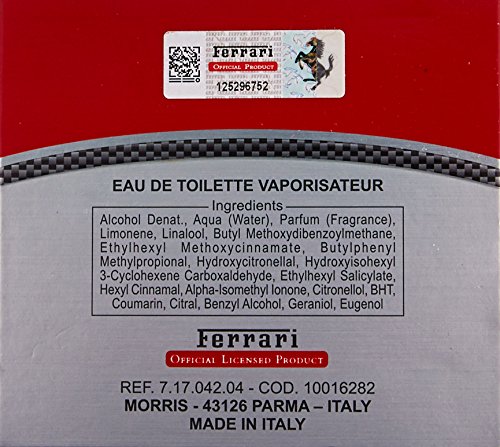 Ferrari
OFFICIAL PRODUCT
125296752
EAU DE TOILETTE VAPORISATEUR
Ingredients
Alcohol Denat., Aqua (Water), Parfum (Fragrance),
Limonene, Linalool, Butyl Methoxydibenzoylmethane,
Ethylhexyl Methoxycinnamate, Butylphenyl
Methylpropional, Hydroxycitronellal, Hydroxyisohexyl
3-Cyclohexene Carboxaldehyde, Ethylhexyl Salicylate,
Hexyl Cinnamal, Alpha-Isomethyl Ionone, Citronellol, BHT,
Coumarin, Citral, Benzyl Alcohol, Geraniol, Eugenol
Ferrari
OFFICIAL LICENSED PRODUCT
REF. 7.17.042.04 - COD. 10016282
MORRIS - 43126 PARMA – ITALY
MADE IN ITALY